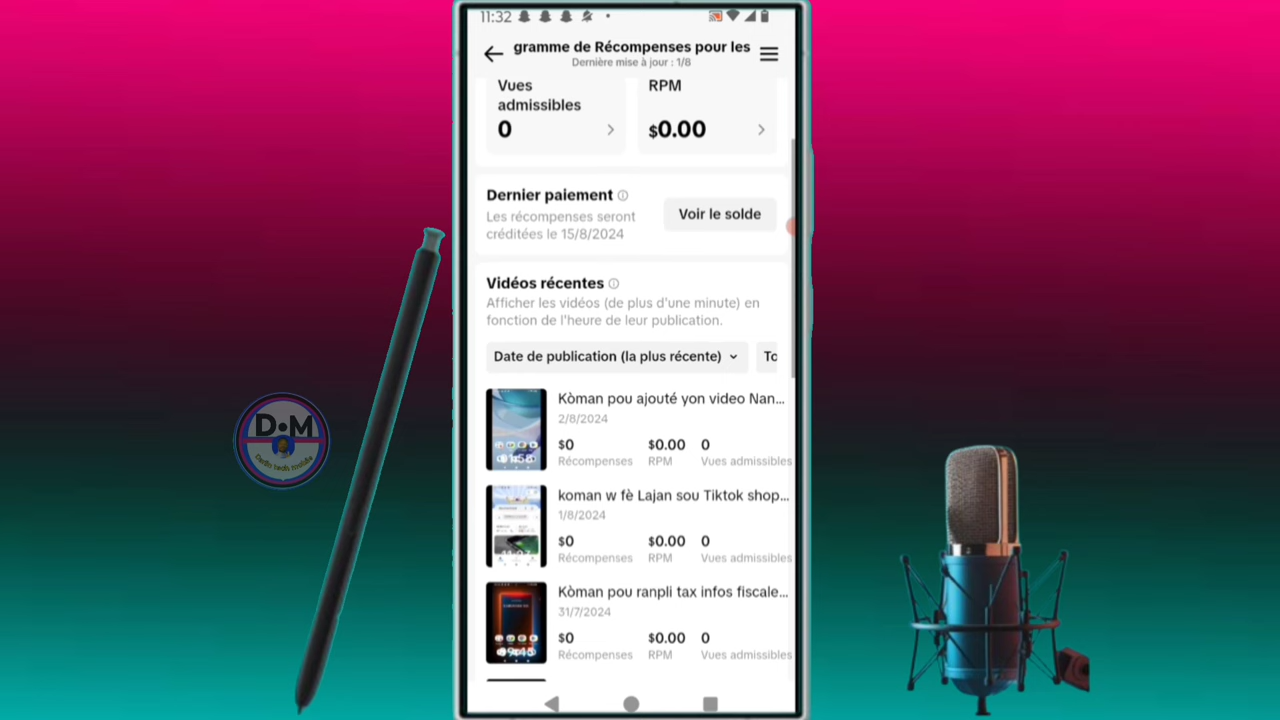 11:32
gramme de Récompenses pour les
Dernière mise à jour : 1/8
Vues
admissibles
0
RPM
$0.00
Dernier paiement
Les récompenses seront
créditées le 15/8/2024
Voir le solde
Vidéos récentes
Afficher les vidéos (de plus d'une minute) en
fonction de l'heure de leur publication.
Date de publication (la plus récente)
To
Kòman pou ajouté yon video Nan...
2/8/2024
$0 $0.00 0
Récompenses RPM Vues admissibles
01:58
koman w fè Lajan sou Tiktok shop...
1/8/2024
$0 $0.00 0
Récompenses RPM Vues admissibles
Kòman pou ranpli tax infos fiscale...
31/7/2024
$0 $0.00 0
Récompenses RPM Vues admissibles
D•M